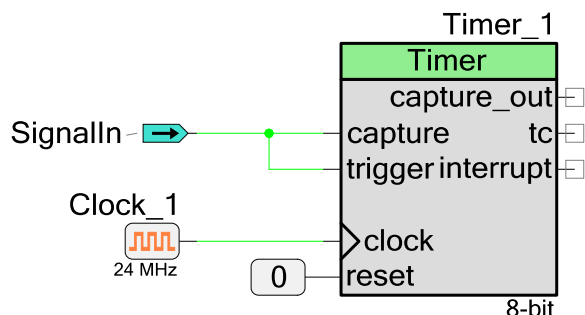 Timer_1
Timer
capture_out
SignalIn
capture
tc
trigger
interrupt
Clock_1
clock
24 MHz
0
reset
8-bit